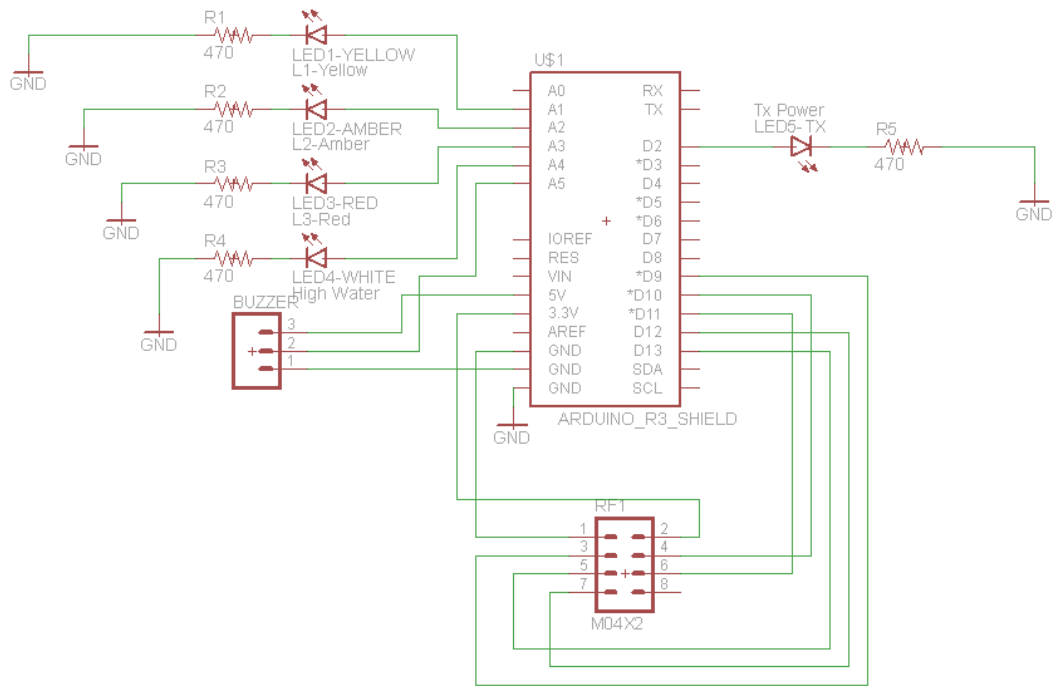 R1
470
LED1-YELLOW
L1-Yellow
GND
R2
470
LED2-AMBER
L2-Amber
GND
R3
470
LED3-RED
L3-Red
GND
R4
470
LED4-WHITE
High Water
GND
BUZZER
3
2
1
U$1
A0
A1
A2
A3
A4
A5
IOREF
RES
VIN
5V
3.3V
AREF
GND
GND
GND
RX
TX
D2
*D3
D4
*D5
*D6
D7
D8
*D9
*D10
*D11
D12
D13
SDA
SCL
ARDUINO_R3_SHIELD
GND
Tx Power
LED5-TX
R5
470
GND
RF1
1 2
3 4
5 6
7 8
M04X2